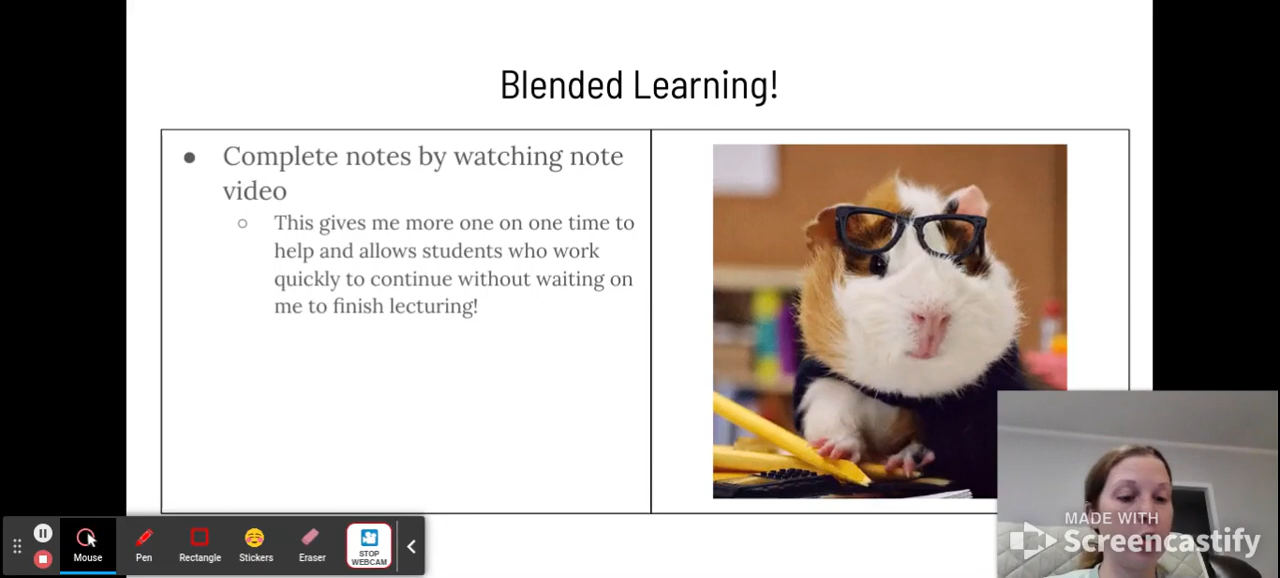 Blended Learning!
● Complete notes by watching note
video
○ This gives me more one on one time to
help and allows students who work
quickly to continue without waiting on
me to finish lecturing!
Mouse
Pen
Rectangle
Stickers
Eraser
STOP
WEBCAM
MADE WITH
Screencastify